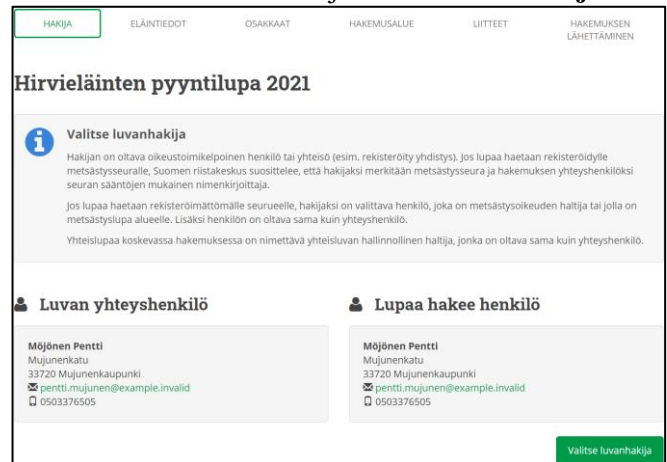 HAKIJA ELÄINTIEDOT OSAKKAAT HAKEMUSALUE LIITTEET HAKEMUKSEN LÄHETTÄMINEN
Hirvieläinten pyyntilupa 2021
Valitse luvanhakija
Hakijan on oltava oikeustoimikelpoinen henkilö tai yhteisö (esim. rekisteröity yhdistys). Jos lupaa haetaan rekisteröidylle
metsästysseuralle, Suomen riistakeskus suosittelee, että hakijaksi merkitään metsästysseura ja hakemuksen yhteyshenkilöksi
seuran sääntöjen mukainen nimenkirjoittaja.
Jos lupaa haetaan rekisteröimättömälle seurueelle, hakijaksi on valittava henkilö, joka on metsästysoikeuden haltija tai jolla on
metsästyslupa alueelle. Lisäksi henkilön on oltava sama kuin yhteyshenkilö.
Yhteislupaa koskevassa hakemuksessa on nimettävä yhteisluvan hallinnollinen haltija, jonka on oltava sama kuin yhteyshenkilö.
Luvan yhteyshenkilö
Möjönen Pentti
Mujunenkatu
33720 Mujunenkaupunki
pentti.mujunen@example.invalid
0503376505
Lupaa hakee henkilö
Möjönen Pentti
Mujunenkatu
33720 Mujunenkaupunki
pentti.mujunen@example.invalid
0503376505
Valitse luvanhakija